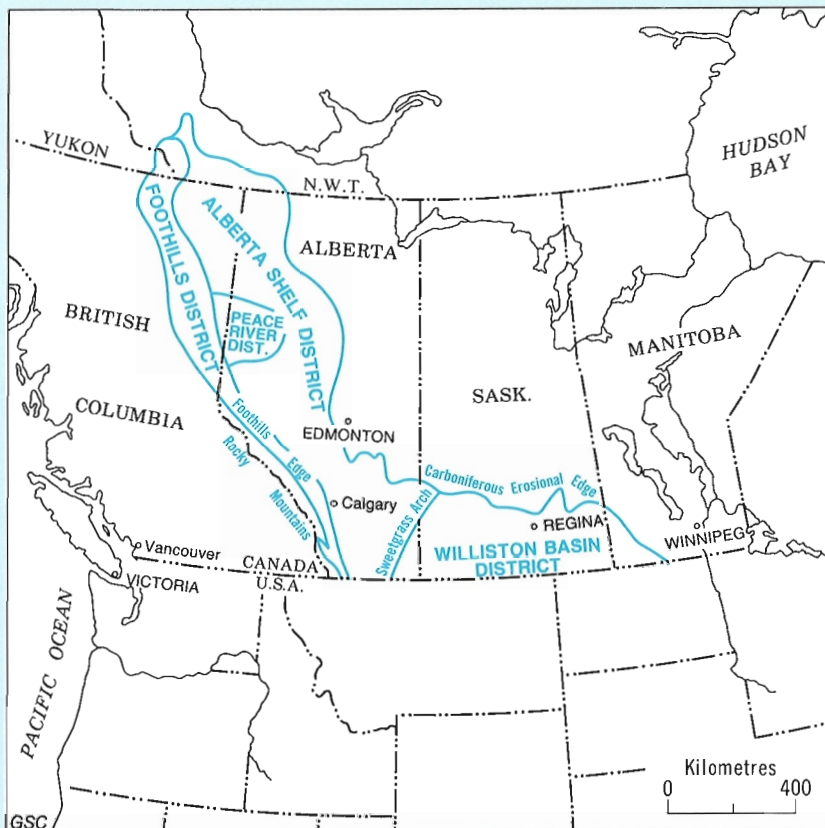 HUDSON
BAY
YUKON
N.W.T.
FOOTHILLS DISTRICT
ALBERTA SHELF DISTRICT
ALBERTA
BRITISH
COLUMBIA
PEACE
RIVER
DIST.
MANITOBA
SASK.
Foothills Edge
EDMONTON
Rocky Mountains
Calgary
Carboniferous Erosional Edge
Sweetgrass Arch
REGINA
WINNIPEG
WILLISTON BASIN
DISTRICT
Vancouver
VICTORIA
CANADA
U.S.A.
PACIFIC OCEAN
Kilometres
0 400
GSC